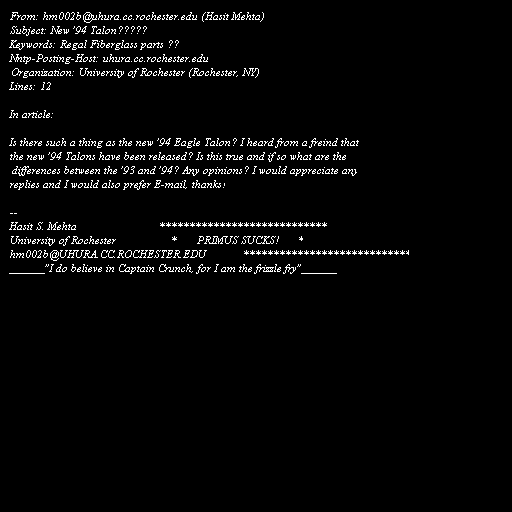 From: hm002b@uhura.cc.rochester.edu (Hasit Mehta)
Subject: New '94 Talon?????
Keywords: Regal Fiberglass parts ??
Nntp-Posting-Host: uhura.cc.rochester.edu
Organization: University of Rochester (Rochester, NY)
Lines: 12

In article:

Is there such a thing as the new '94 Eagle Talon? I heard from a freind that
the new '94 Talons have been released? Is this true and if so what are the
differences between the '93 and '94? Any opinions? I would appreciate any
replies and I would also prefer E-mail, thanks!

--
Hasit S. Mehta                    ****************************
University of Rochester              *     PRIMUS SUCKS!     *
hm002b@UHURA.CC.ROCHESTER.EDU         ****************************
______"I do believe in Captain Crunch, for I am the frizzle fry"______